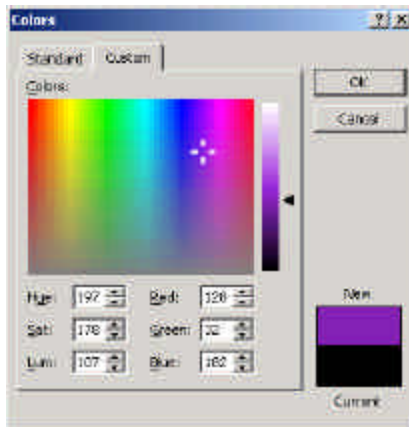 Colors
Standard Custom
Colors:
OK
Cancel
Hue: 197 Red: 128
Sat: 178 Green: 32
Lum: 107 Blue: 182
New
Current